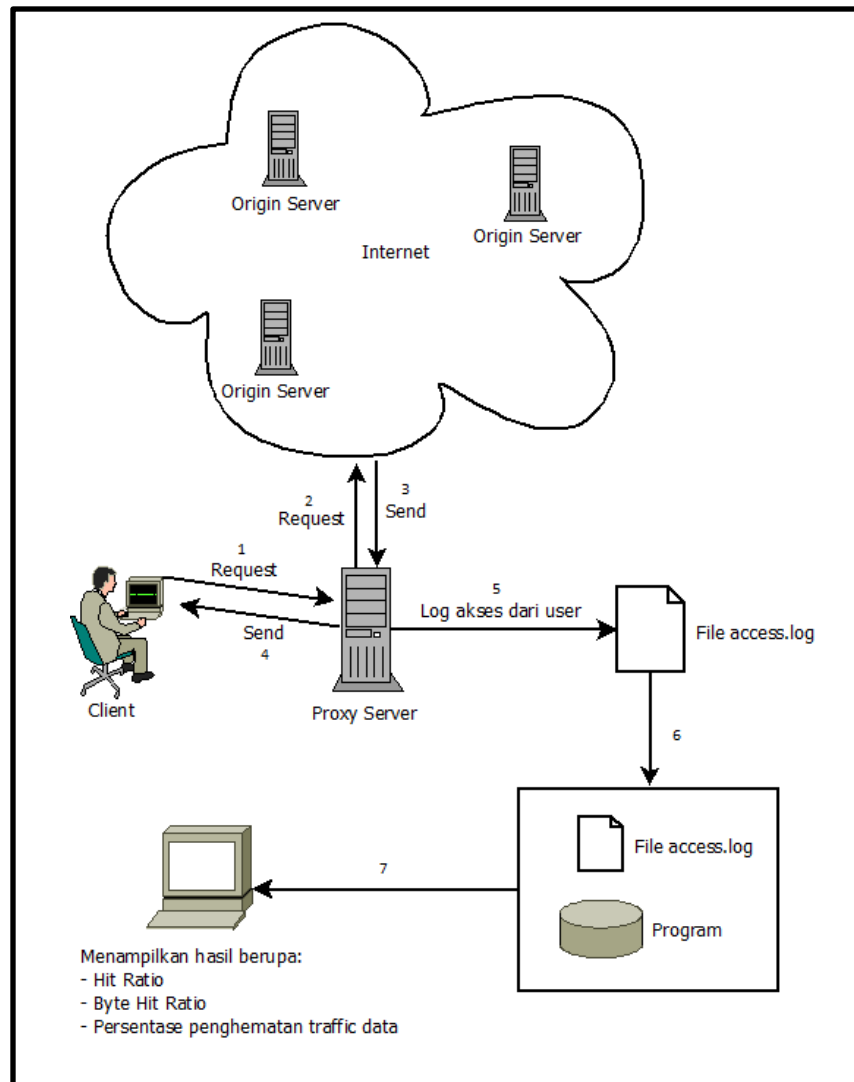 Origin Server
Origin Server
Internet
Origin Server
2
Request
3
Send
1
Request
Send
4
5
Log akses dari user
File access.log
Client
Proxy Server
6
File access.log
Program
7
Menampilkan hasil berupa:
- Hit Ratio
- Byte Hit Ratio
- Persentase penghematan traffic data